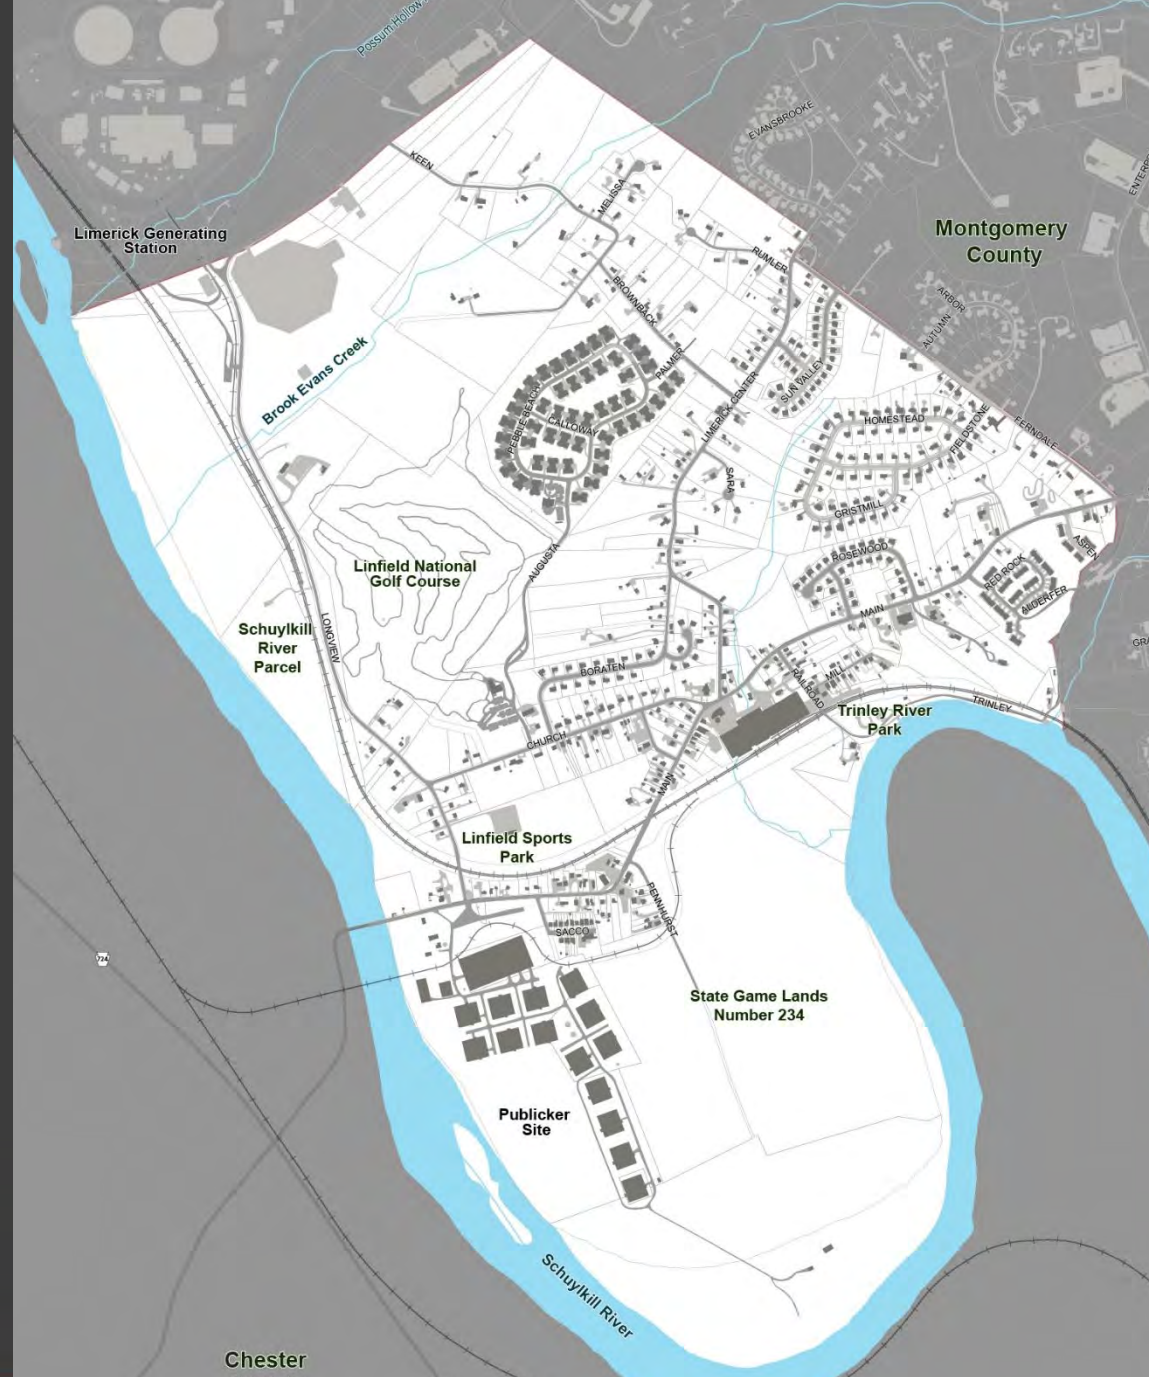 Possum Hollow
EVANSBROOKE
KEEN
ENTERPR
MELISSA
Limerick Generating
Station
Montgomery
County
RUMLER
BROWNBACK
ARBOR
AUTUMN
Brook Evans Creek
PALMER
SUN VALLEY
PEBBLE BEACH
CALLOWAY
LIMERICK CENTER
HOMESTEAD
FIELDSTONE
FERNDALE
SARA
GRISTMILL
ASPEN
ROSEWOOD
AUGUSTA
Linfield National
Golf Course
RED ROCK
ALDERFER
MAIN
LONGVIEW
Schuylkill
River
Parcel
GRA
BORATEN
MILL
RAILROAD
TRINLEY
Trinley River
Park
CHURCH
MAIN
Linfield Sports
Park
PENNHURST
SACCO
724
State Game Lands
Number 234
Publicker
Site
Schuylkill River
Chester